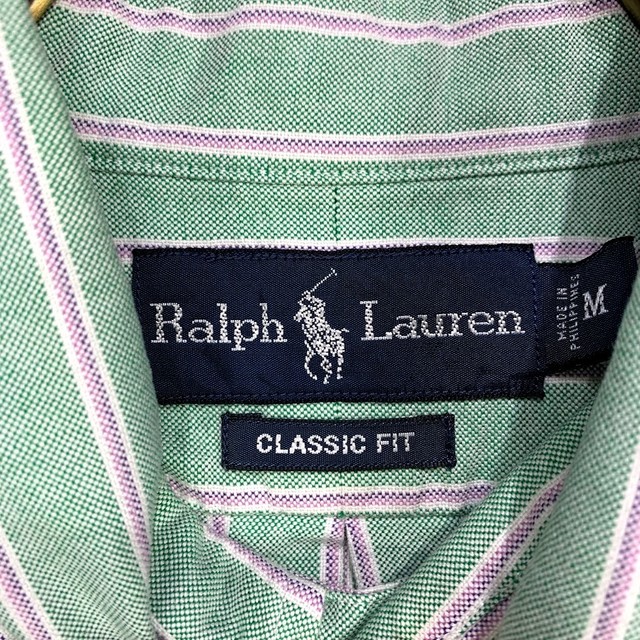 Ralph Lauren
MADE IN
PHILIPPINES
M
CLASSIC FIT